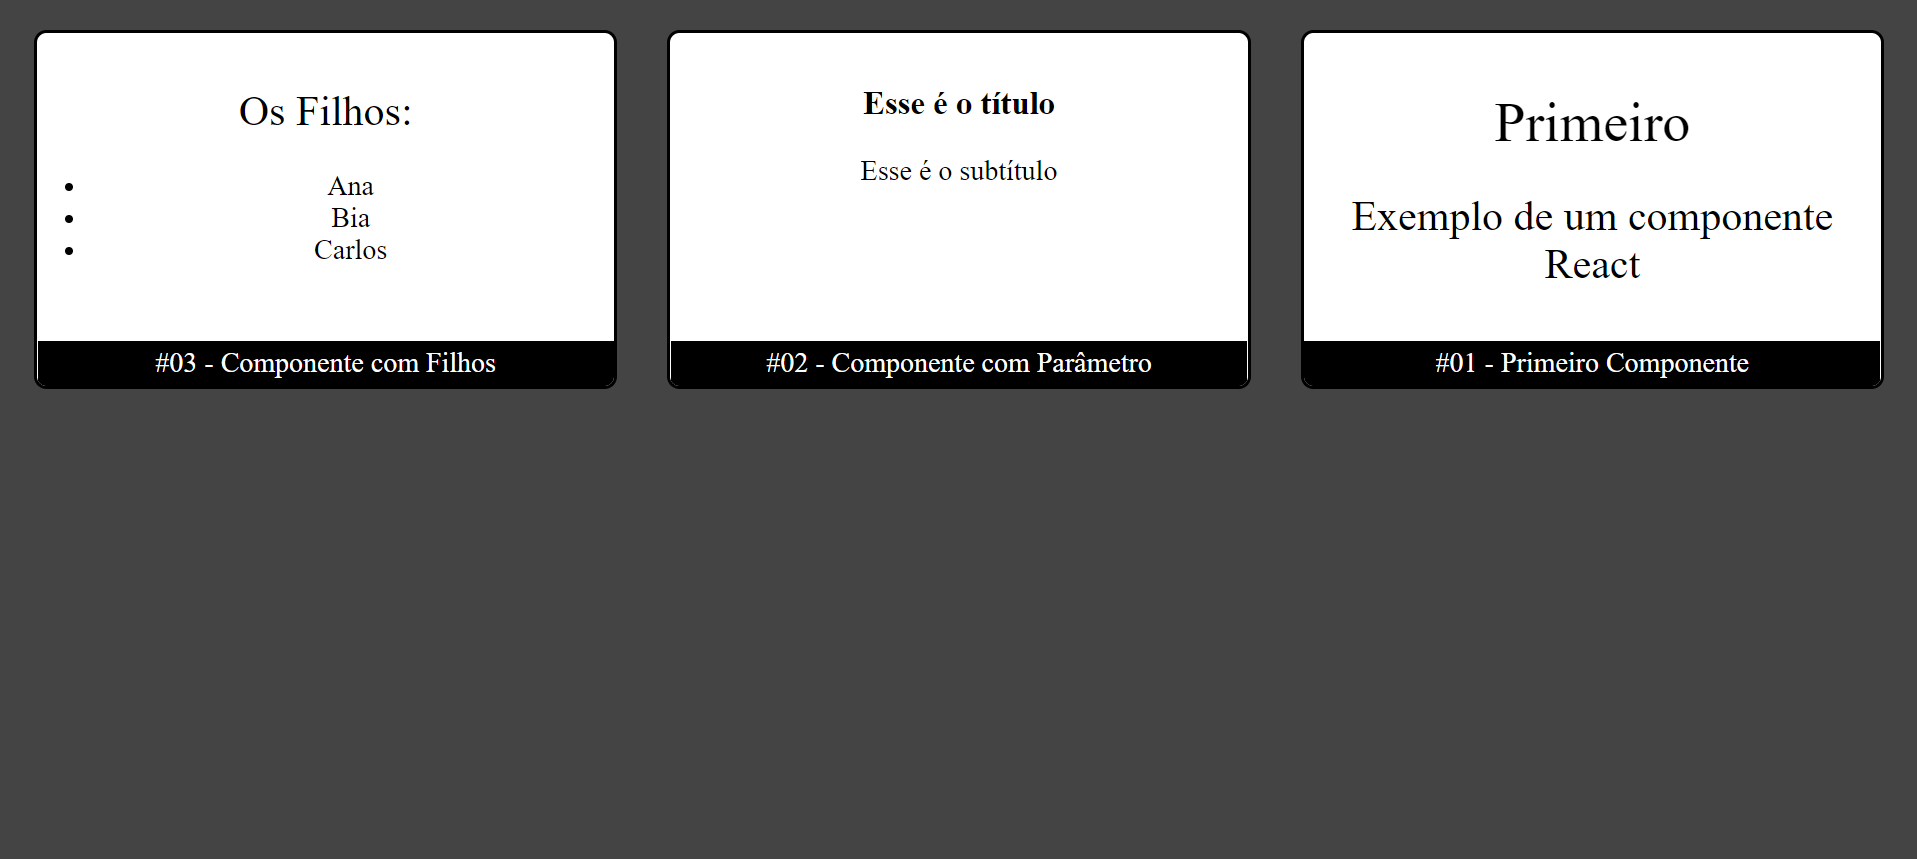 Os Filhos:
Ana
Bia
Carlos
#03 - Componente com Filhos
Esse é o título
Esse é o subtítulo
#02 - Componente com Parâmetro
Primeiro
Exemplo de um componente
React
#01 - Primeiro Componente